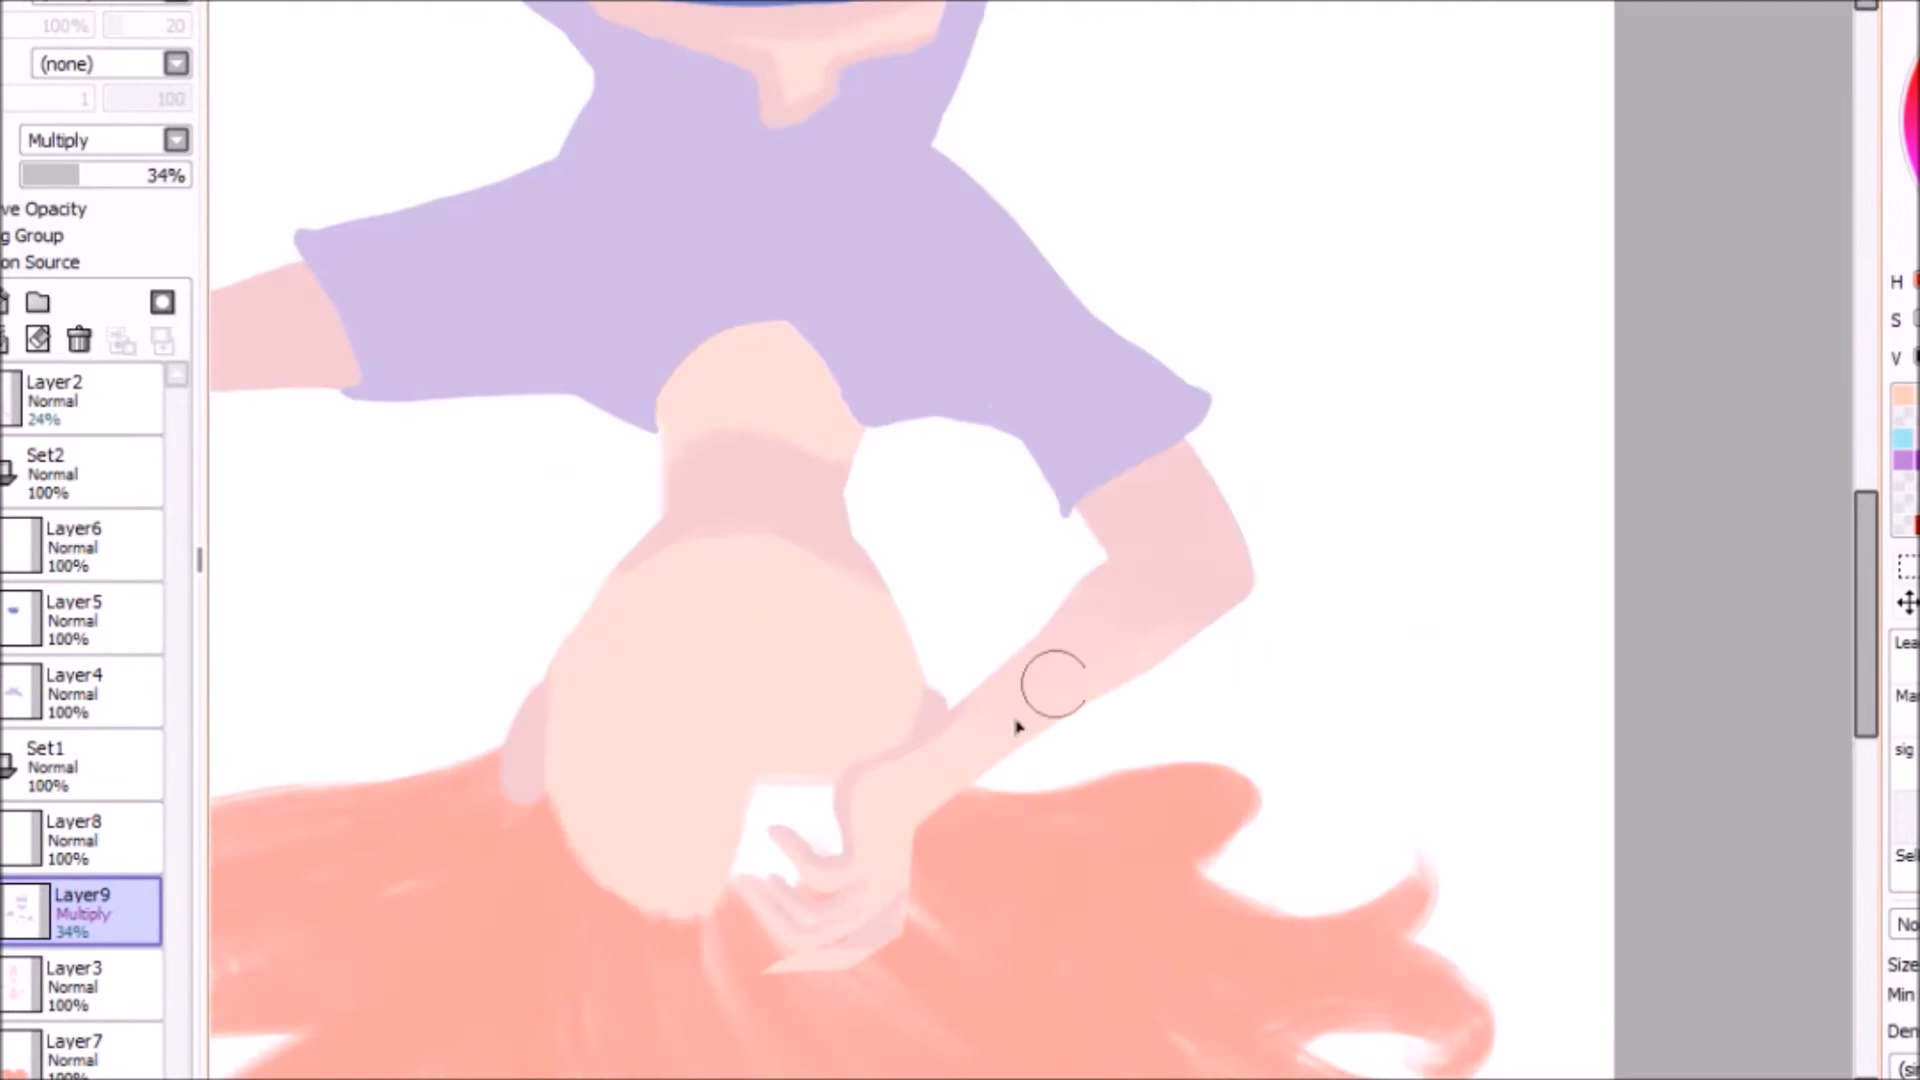 100% 20
(none)
1 100
Multiply
34%
ve Opacity
g Group
on Source
Layer2
Normal
24%
Set2
Normal
100%
Layer6
Normal
100%
Layer5
Normal
100%
Layer4
Normal
100%
Set1
Normal
100%
Layer8
Normal
100%
Layer9
Multiply
34%
Layer3
Normal
100%
Layer7
Normal
100%
H
S
V
Lea
Ma
sig
Sel
No
Size
Min
Den
(si